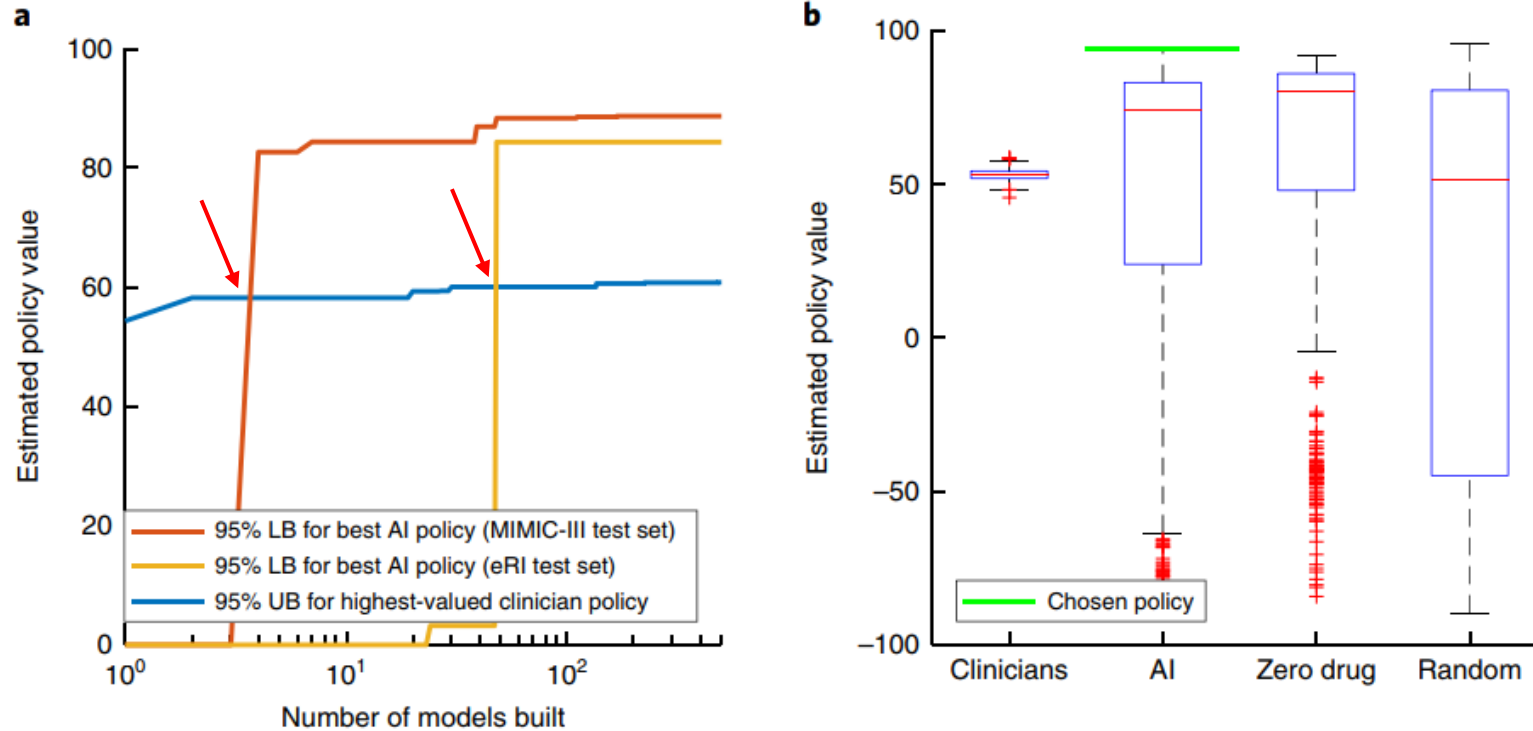 a
100
80
60
40
20
0
Estimated policy value
95% LB for best AI policy (MIMIC-III test set)
95% LB for best AI policy (eRI test set)
95% UB for highest-valued clinician policy
10⁰
10¹
10²
Number of models built
b
100
50
0
–50
–100
Estimated policy value
Chosen policy
Clinicians
AI
Zero drug
Random